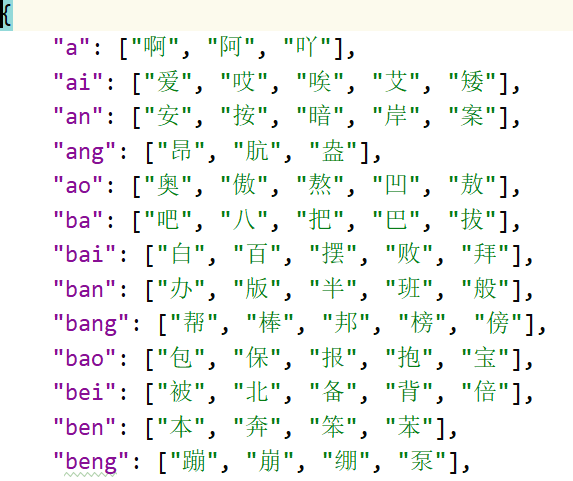 {
"a": ["啊", "阿", "吖"],
"ai": ["爱", "哎", "唉", "艾", "矮"],
"an": ["安", "按", "暗", "岸", "案"],
"ang": ["昂", "肮", "盎"],
"ao": ["奥", "傲", "熬", "凹", "敖"],
"ba": ["吧", "八", "把", "巴", "拔"],
"bai": ["白", "百", "摆", "败", "拜"],
"ban": ["办", "版", "半", "班", "般"],
"bang": ["帮", "棒", "邦", "榜", "傍"],
"bao": ["包", "保", "报", "抱", "宝"],
"bei": ["被", "北", "备", "背", "倍"],
"ben": ["本", "奔", "笨", "苯"],
"beng": ["蹦", "崩", "绷", "泵"],